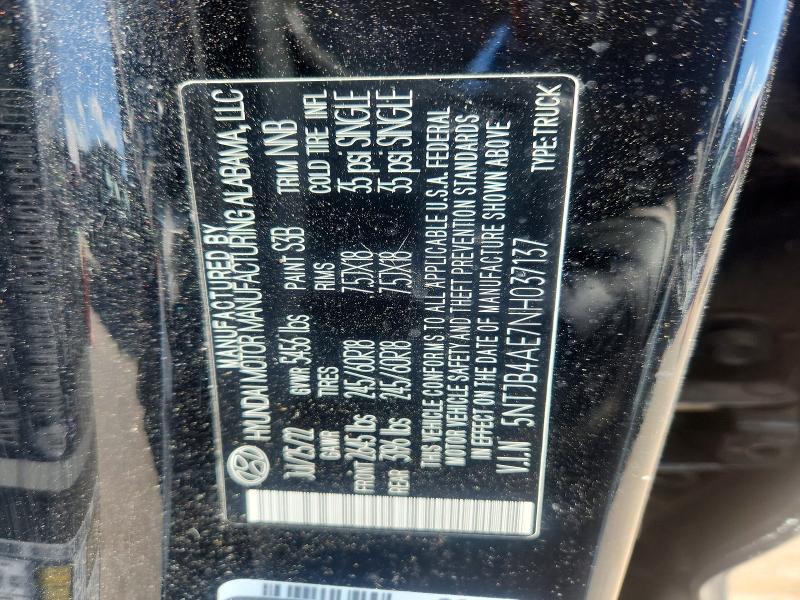 MANUFACTURED BY
HYUNDAI MOTOR MANUFACTURING ALABAMA, LLC
JAN/25/22 GVWR 5456 lbs PAINT S3B TRIM NNB
GAWR TIRES RIMS COLD TIRE INFL
FRONT 2845 lbs 245/60R18 7.5JX18 35 psi SINGLE
REAR lbs 245/60R18 7.5JX18 35 psi SINGLE
THIS VEHICLE CONFORMS TO ALL APPLICABLE U.S.A. FEDERAL
MOTOR VEHICLE SAFETY AND THEFT PREVENTION STANDARDS
IN EFFECT ON THE DATE OF MANUFACTURE SHOWN ABOVE
V.I.N 5NTJB4AE7NH037137 TYPE:TRUCK